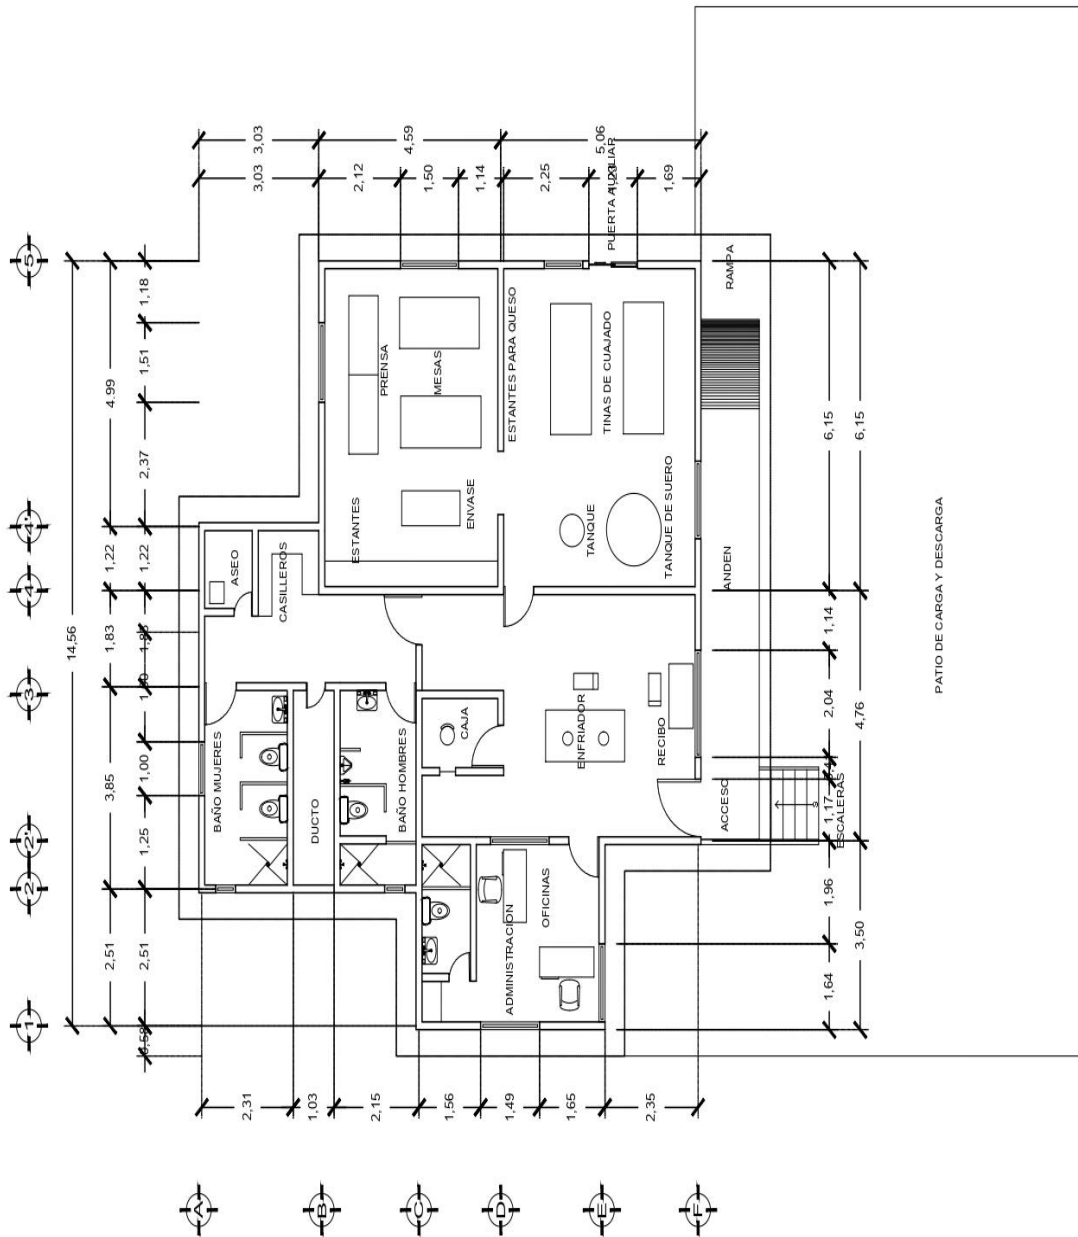 3,03
4,59
5,06
3,03
2,12
1,50
1,14
2,25
1,69
PUERTA AUXILIAR
5
4'
4
3
2'
2
1
14,56
4.99
1,22
1,83
3,85
2,51
1,18
1,51
2,37
1,22
1,83
1,00
1,25
2,51
0,58
PRENSA
MESAS
ESTANTES PARA QUESO
TINAS DE CUAJADO
RAMPA
ESTANTES
ENVASE
TANQUE
TANQUE DE SUERO
ANDEN
ASEO
CASILLEROS
BAÑO MUJERES
DUCTO
BAÑO HOMBRES
CAJA
ENFRIADOR
RECIBO
ACCESO
ESCALERAS
S
ADMINISTRACION
OFICINAS
6,15
1,14
2,04
1,17
1,96
1,64
6,15
4,76
3,50
PATIO DE CARGA Y DESCARGA
2,31
1,03
2,15
1,56
1,49
1,65
2,35
A
B
C
D
E
F